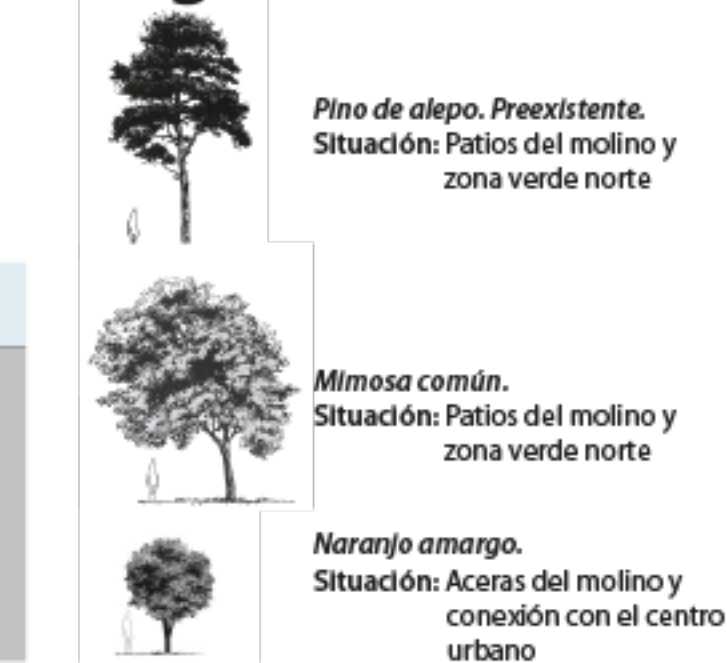 Pino de alepo. Preexistente.
Situación: Patios del molino y
zona verde norte
Mimosa común.
Situación: Patios del molino y
zona verde norte
Naranjo amargo.
Situación: Aceras del molino y
conexión con el centro
urbano